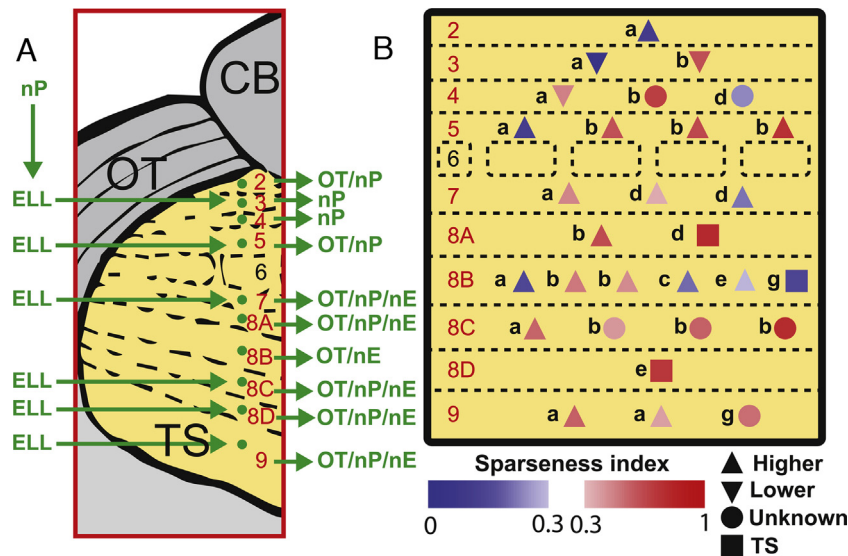 A
nP
CB
OT
2 OT/nP
ELL 3 nP
4 nP
ELL 5 OT/nP
6
ELL 7 OT/nP/nE
8A OT/nP/nE
8B OT/nE
ELL 8C OT/nP/nE
ELL 8D OT/nP/nE
TS
ELL 9 OT/nP/nE
B
2 a
3 a b
4 a b d
5 a b b b
6
7 a d d
8A b d
8B a b b c e g
8C a b b b
8D e
9 a a g
Sparseness index
0 0.3 0.3 1
Higher
Lower
Unknown
TS